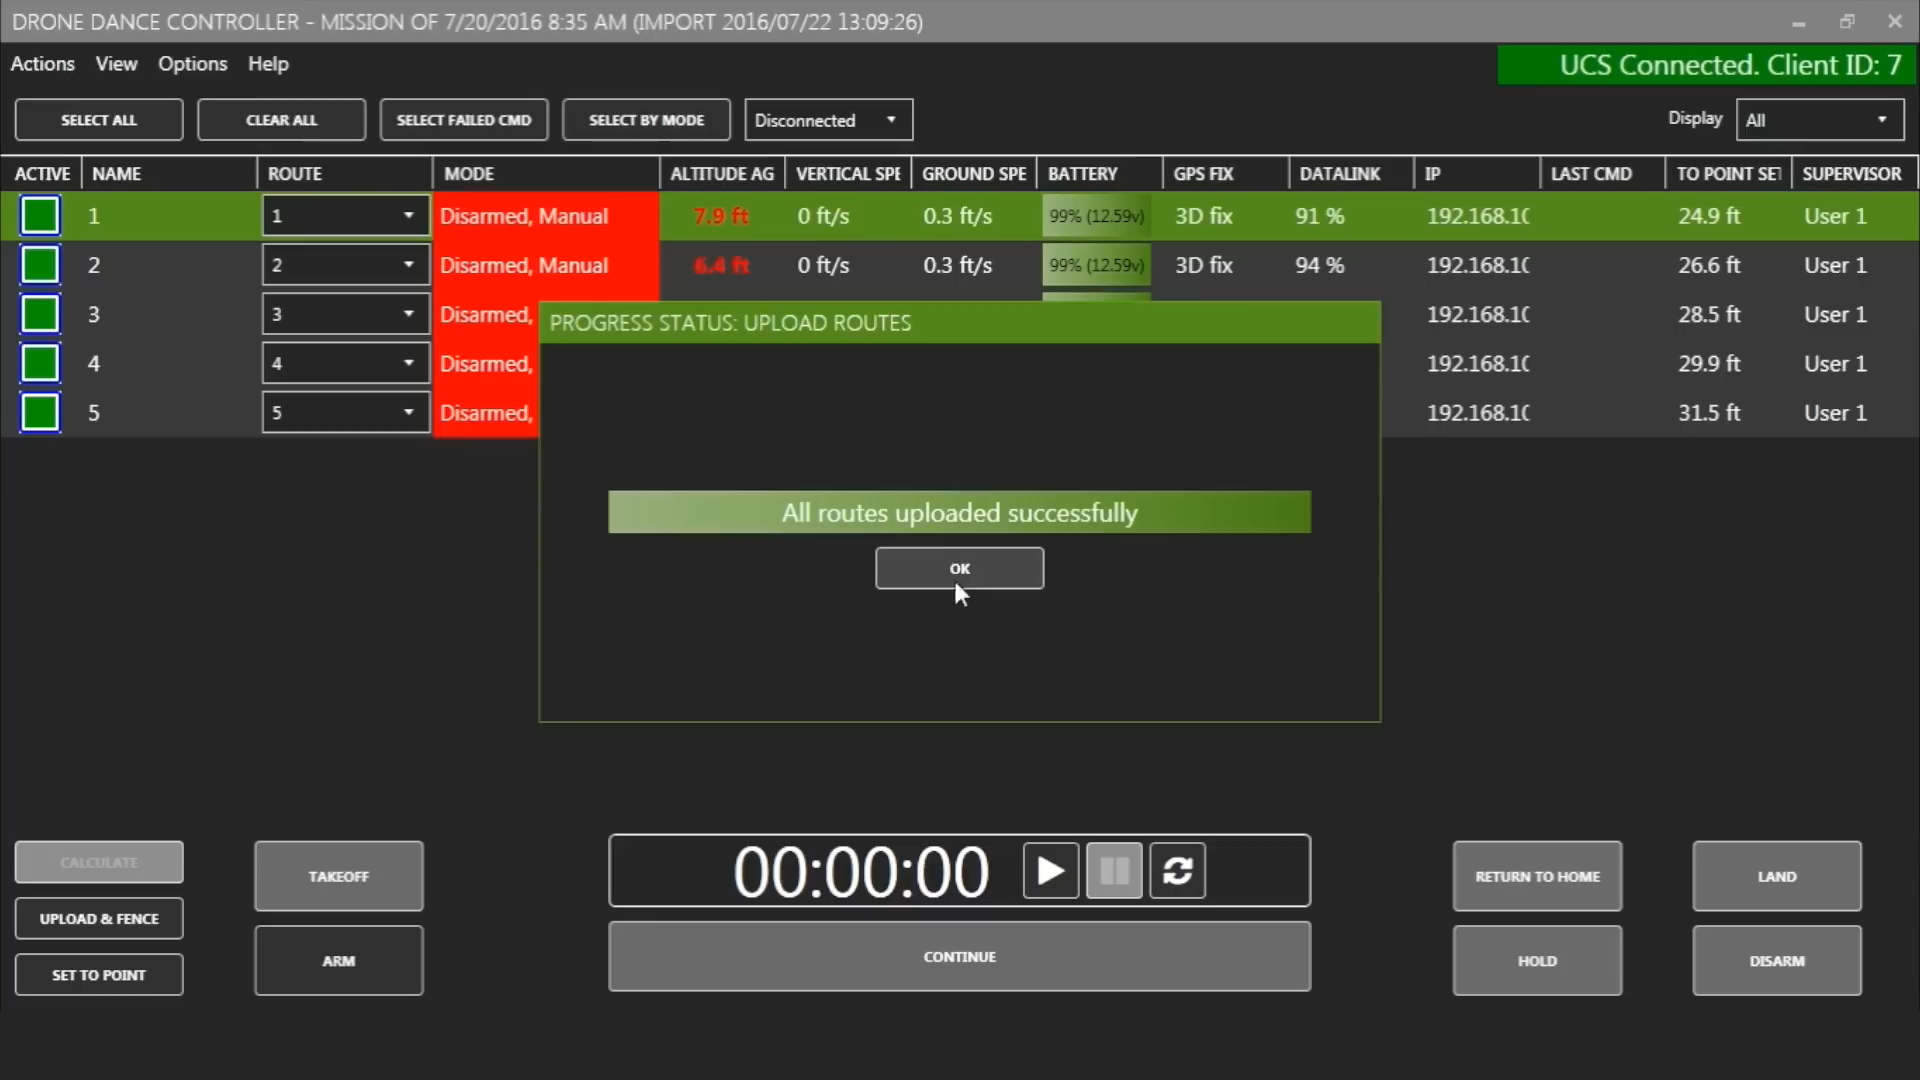 DRONE DANCE CONTROLLER - MISSION OF 7/20/2016 8:35 AM (IMPORT 2016/07/22 13:09:26)
Actions View Options Help UCS Connected. Client ID: 7
SELECT ALL CLEAR ALL SELECT FAILED CMD SELECT BY MODE Disconnected Display All
ACTIVE NAME ROUTE MODE ALTITUDE AG VERTICAL SPE GROUND SPE BATTERY GPS FIX DATALINK IP LAST CMD TO POINT SET SUPERVISOR
1 1 Disarmed, Manual 7.9 ft 0 ft/s 0.3 ft/s 99% (12.59v) 3D fix 91 % 192.168.10 24.9 ft User 1
2 2 Disarmed, Manual 6.4 ft 0 ft/s 0.3 ft/s 99% (12.59v) 3D fix 94 % 192.168.10 26.6 ft User 1
3 3 Disarmed, 192.168.10 28.5 ft User 1
4 4 Disarmed, 192.168.10 29.9 ft User 1
5 5 Disarmed, 192.168.10 31.5 ft User 1
PROGRESS STATUS: UPLOAD ROUTES
All routes uploaded successfully
OK
CALCULATE
UPLOAD & FENCE
SET TO POINT
TAKEOFF
ARM
00:00:00
CONTINUE
RETURN TO HOME
HOLD
LAND
DISARM